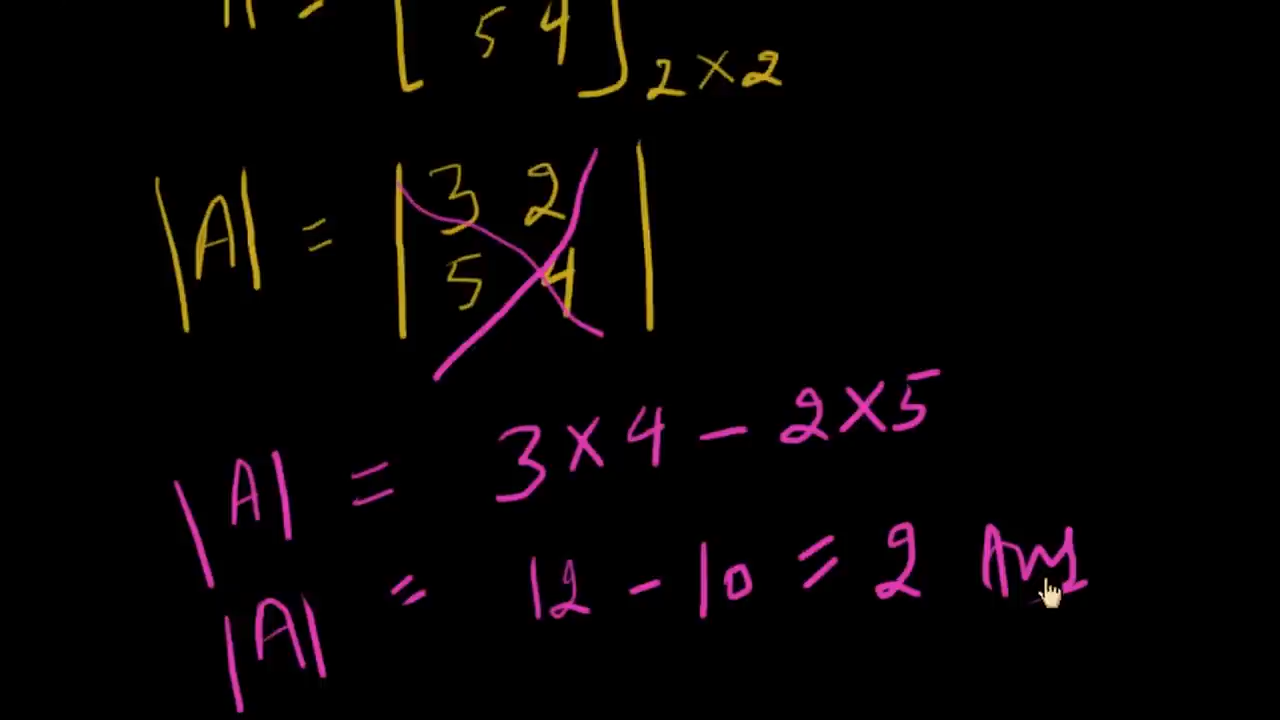 A = [
5 4 ] 2×2
|A| = | 3 2 |
5 4
|A| = 3×4 − 2×5
|A| = 12 − 10 = 2 Ans